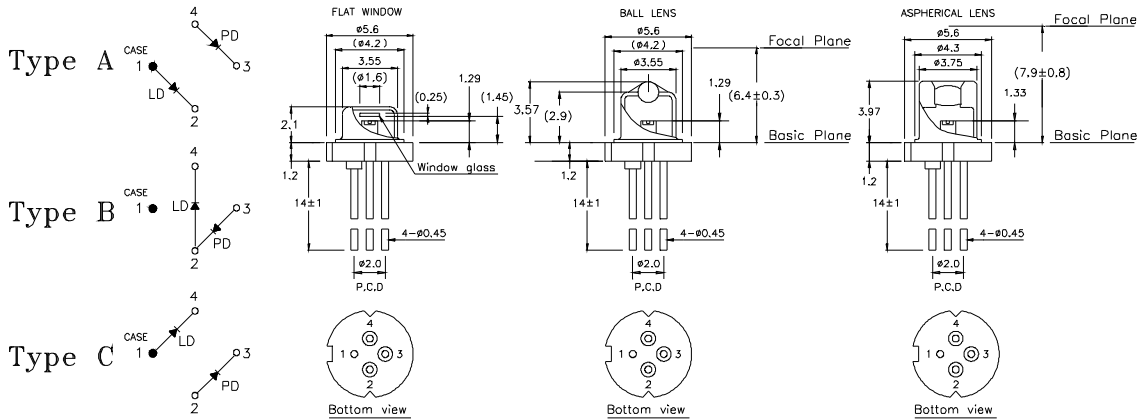 Type A
CASE
1
4
PD
3
LD
2
Type B
CASE
1
4
LD
3
PD
2
Type C
CASE
1
4
LD
3
PD
2
FLAT WINDOW
ø5.6
(ø4.2)
3,55
(ø1.6)
1.29
(0.25)
(1.45)
2.1
1.2
Window glass
14±1
4-ø0.45
ø2.0
P.C.D
4
1
3
2
Bottom view
BALL LENS
ø5.6
(ø4.2)
ø3.55
Focal Plane
1.29
(6.4±0.3)
3.57
(2.9)
Basic Plane
1.2
14±1
4-ø0.45
ø2.0
P.C.D
4
1
3
2
Bottom view
ASPHERICAL LENS
ø5.6
ø4.3
ø3.75
Focal Plane
(7.9±0.8)
1.33
3.97
Basic Plane
1.2
14±1
4-ø0.45
ø2.0
P.C.D
4
1
3
2
Bottom view